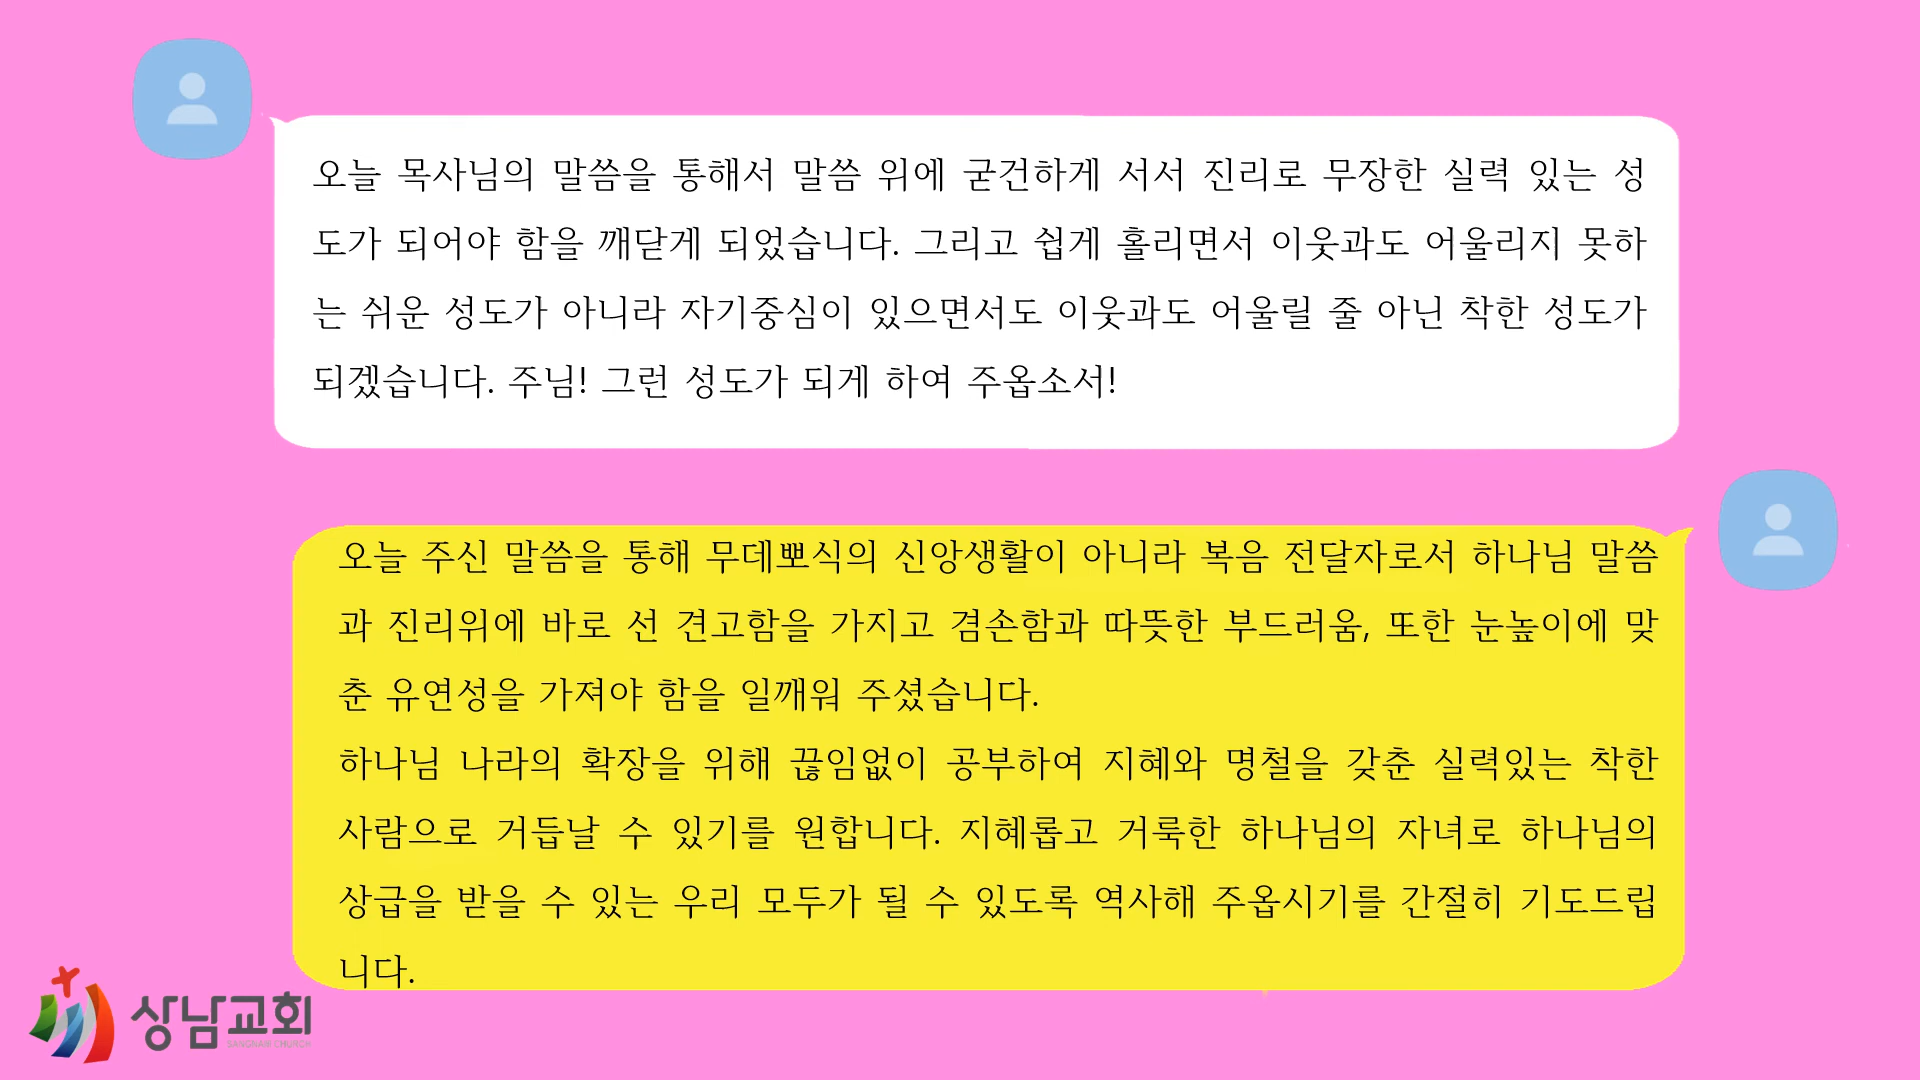 오늘 목사님의 말씀을 통해서 말씀 위에 굳건하게 서서 진리로 무장한 실력 있는 성
도가 되어야 함을 깨닫게 되었습니다. 그리고 쉽게 홀리면서 이웃과도 어울리지 못하
는 쉬운 성도가 아니라 자기중심이 있으면서도 이웃과도 어울릴 줄 아닌 착한 성도가
되겠습니다. 주님! 그런 성도가 되게 하여 주옵소서!
오늘 주신 말씀을 통해 무데뽀식의 신앙생활이 아니라 복음 전달자로서 하나님 말씀
과 진리위에 바로 선 견고함을 가지고 겸손함과 따뜻한 부드러움, 또한 눈높이에 맞
춘 유연성을 가져야 함을 일깨워 주셨습니다.
하나님 나라의 확장을 위해 끊임없이 공부하여 지혜와 명철을 갖춘 실력있는 착한
사람으로 거듭날 수 있기를 원합니다. 지혜롭고 거룩한 하나님의 자녀로 하나님의
상급을 받을 수 있는 우리 모두가 될 수 있도록 역사해 주옵시기를 간절히 기도드립
니다.
상남교회
SANGNAM CHURCH